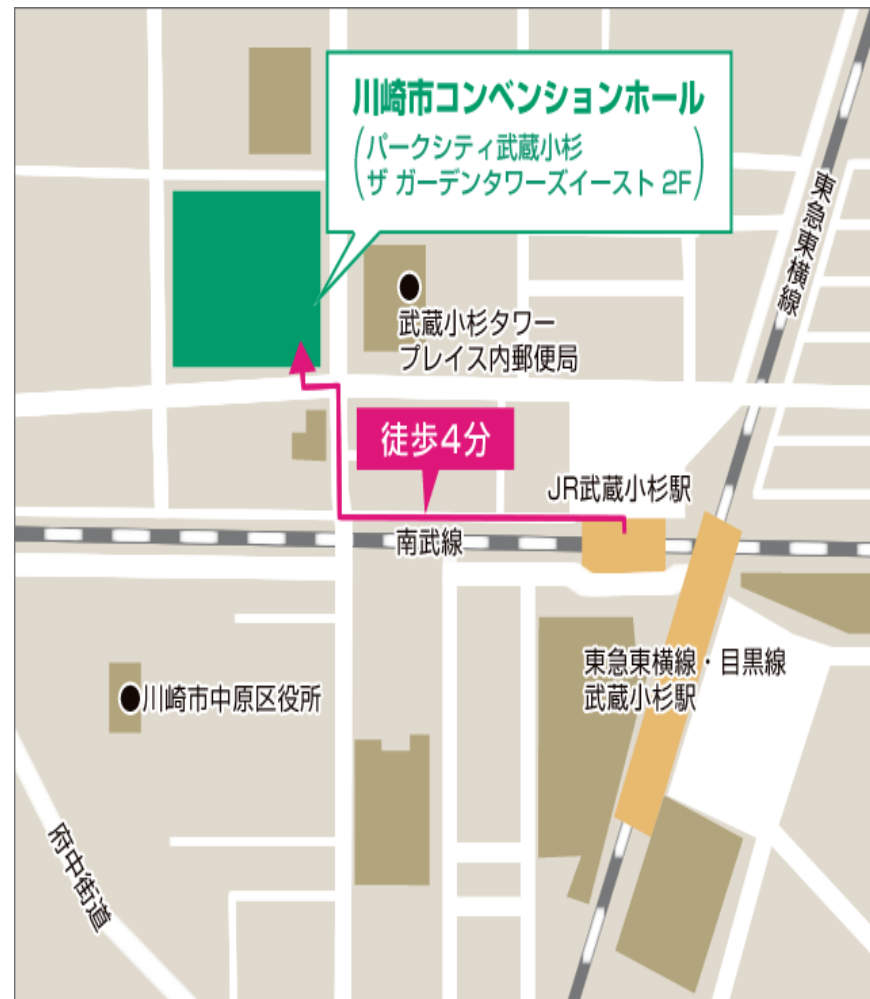 川崎市コンベンションホール
(パークシティ武蔵小杉
ザ ガーデンタワーズイースト 2F)
東急東横線
武蔵小杉タワー
プレイス内郵便局
徒歩4分
JR武蔵小杉駅
南武線
東急東横線・目黒線
武蔵小杉駅
川崎市中原区役所
府中街道